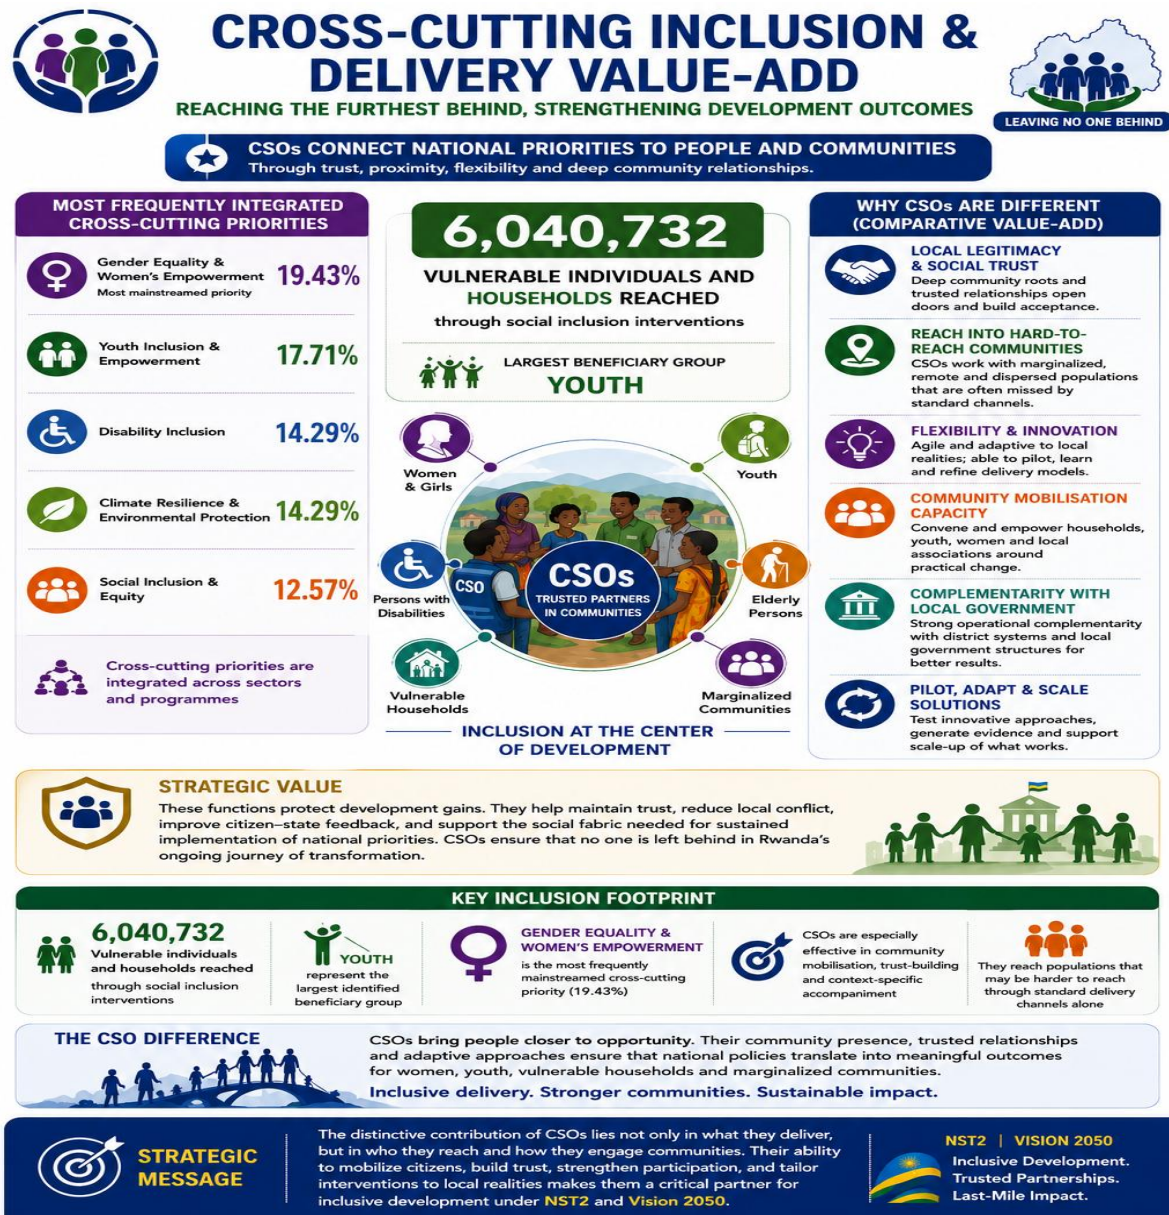 CROSS-CUTTING INCLUSION &
DELIVERY VALUE-ADD
REACHING THE FURTHEST BEHIND, STRENGTHENING DEVELOPMENT OUTCOMES
LEAVING NO ONE BEHIND
CSOs CONNECT NATIONAL PRIORITIES TO PEOPLE AND COMMUNITIES
Through trust, proximity, flexibility and deep community relationships.
MOST FREQUENTLY INTEGRATED
CROSS-CUTTING PRIORITIES
Gender Equality &
Women's Empowerment
Most mainstreamed priority
19.43%
Youth Inclusion &
Empowerment
17.71%
Disability Inclusion
14.29%
Climate Resilience &
Environmental Protection
14.29%
Social Inclusion &
Equity
12.57%
Cross-cutting priorities are
integrated across sectors
and programmes
6,040,732
VULNERABLE INDIVIDUALS AND
HOUSEHOLDS REACHED
through social inclusion interventions
LARGEST BENEFICIARY GROUP
YOUTH
Women
& Girls
Youth
Persons with
Disabilities
CSO
CSOs
TRUSTED PARTNERS
IN COMMUNITIES
Elderly
Persons
Vulnerable
Households
Marginalized
Communities
INCLUSION AT THE CENTER
OF DEVELOPMENT
WHY CSOs ARE DIFFERENT
(COMPARATIVE VALUE-ADD)
LOCAL LEGITIMACY
& SOCIAL TRUST
Deep community roots and
trusted relationships open
doors and build acceptance.
REACH INTO HARD-TO-
REACH COMMUNITIES
CSOs work with marginalized,
remote and dispersed populations
that are often missed by
standard channels.
FLEXIBILITY & INNOVATION
Agile and adaptive to local
realities; able to pilot, learn
and refine delivery models.
COMMUNITY MOBILISATION
CAPACITY
Convene and empower households,
youth, women and local
associations around
practical change.
COMPLEMENTARITY WITH
LOCAL GOVERNMENT
Strong operational complementarity
with district systems and local
government structures for
better results.
PILOT, ADAPT & SCALE
SOLUTIONS
Test innovative approaches,
generate evidence and support
scale-up of what works.
STRATEGIC VALUE
These functions protect development gains. They help maintain trust, reduce local conflict,
improve citizen–state feedback, and support the social fabric needed for sustained
implementation of national priorities. CSOs ensure that no one is left behind in Rwanda's
ongoing journey of transformation.
KEY INCLUSION FOOTPRINT
6,040,732
Vulnerable individuals
and households reached
through social inclusion
interventions
YOUTH
represent the
largest identified
beneficiary group
GENDER EQUALITY &
WOMEN'S EMPOWERMENT
is the most frequently
mainstreamed cross-cutting
priority (19.43%)
CSOs are especially
effective in community
mobilisation, trust-building
and context-specific
accompaniment
They reach populations that
may be harder to reach
through standard delivery
channels alone
THE CSO DIFFERENCE
CSOs bring people closer to opportunity. Their community presence, trusted relationships
and adaptive approaches ensure that national policies translate into meaningful outcomes
for women, youth, vulnerable households and marginalized communities.
Inclusive delivery. Stronger communities. Sustainable impact.
STRATEGIC
MESSAGE
The distinctive contribution of CSOs lies not only in what they deliver,
but in who they reach and how they engage communities. Their ability
to mobilize citizens, build trust, strengthen participation, and tailor
interventions to local realities makes them a critical partner for
inclusive development under NST2 and Vision 2050.
NST2 | VISION 2050
Inclusive Development.
Trusted Partnerships.
Last-Mile Impact.